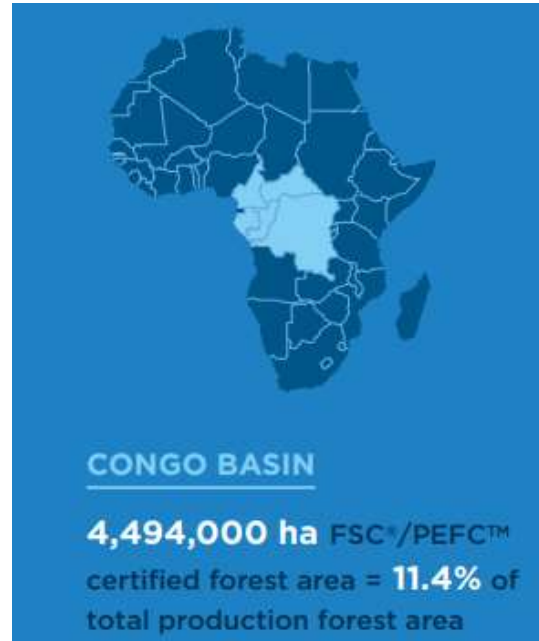 CONGO BASIN
4,494,000 ha FSC®/PEFC™
certified forest area = 11.4% of
total production forest area